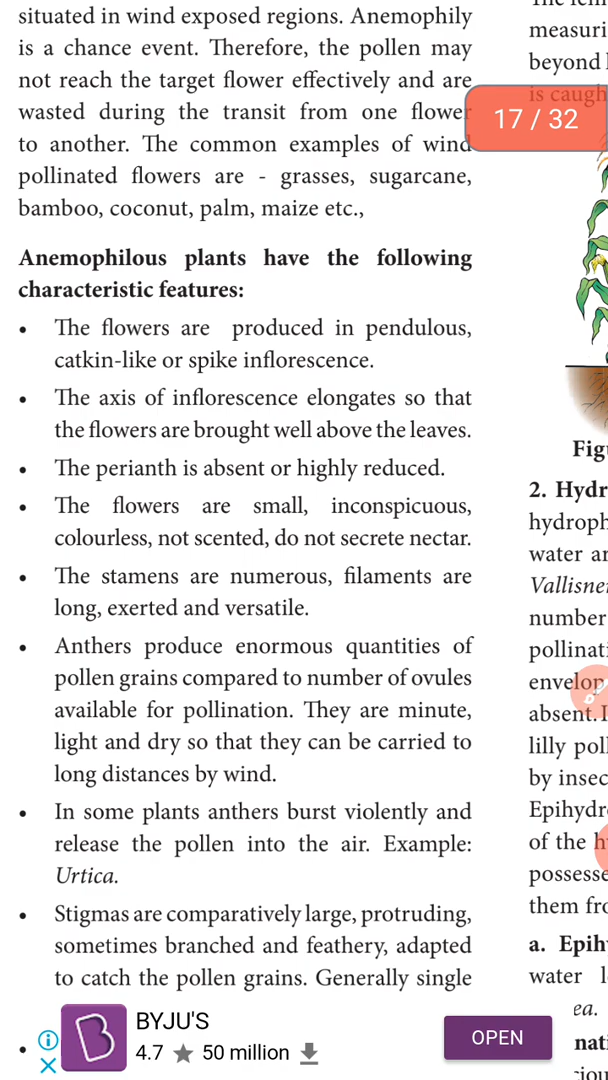 situated in wind exposed regions. Anemophily
is a chance event. Therefore, the pollen may
not reach the target flower effectively and are
wasted during the transit from one flower
to another. The common examples of wind
pollinated flowers are - grasses, sugarcane,
bamboo, coconut, palm, maize etc.,
Anemophilous plants have the following
characteristic features:
• The flowers are produced in pendulous,
catkin-like or spike inflorescence.
• The axis of inflorescence elongates so that
the flowers are brought well above the leaves.
• The perianth is absent or highly reduced.
• The flowers are small, inconspicuous,
colourless, not scented, do not secrete nectar.
• The stamens are numerous, filaments are
long, exerted and versatile.
• Anthers produce enormous quantities of
pollen grains compared to number of ovules
available for pollination. They are minute,
light and dry so that they can be carried to
long distances by wind.
• In some plants anthers burst violently and
release the pollen into the air. Example:
Urtica.
• Stigmas are comparatively large, protruding,
sometimes branched and feathery, adapted
to catch the pollen grains. Generally single
•
measuri
beyond
is caugh
17 / 32
Figu
2. Hydr
hydroph
water ar
Vallisner
number
pollinati
envelop
absent. I
lilly poll
by insec
Epihydr
of the h
possesse
them fro
a. Epihy
water l
ea.
nati
BYJU'S
4.7 ★ 50 million
OPEN